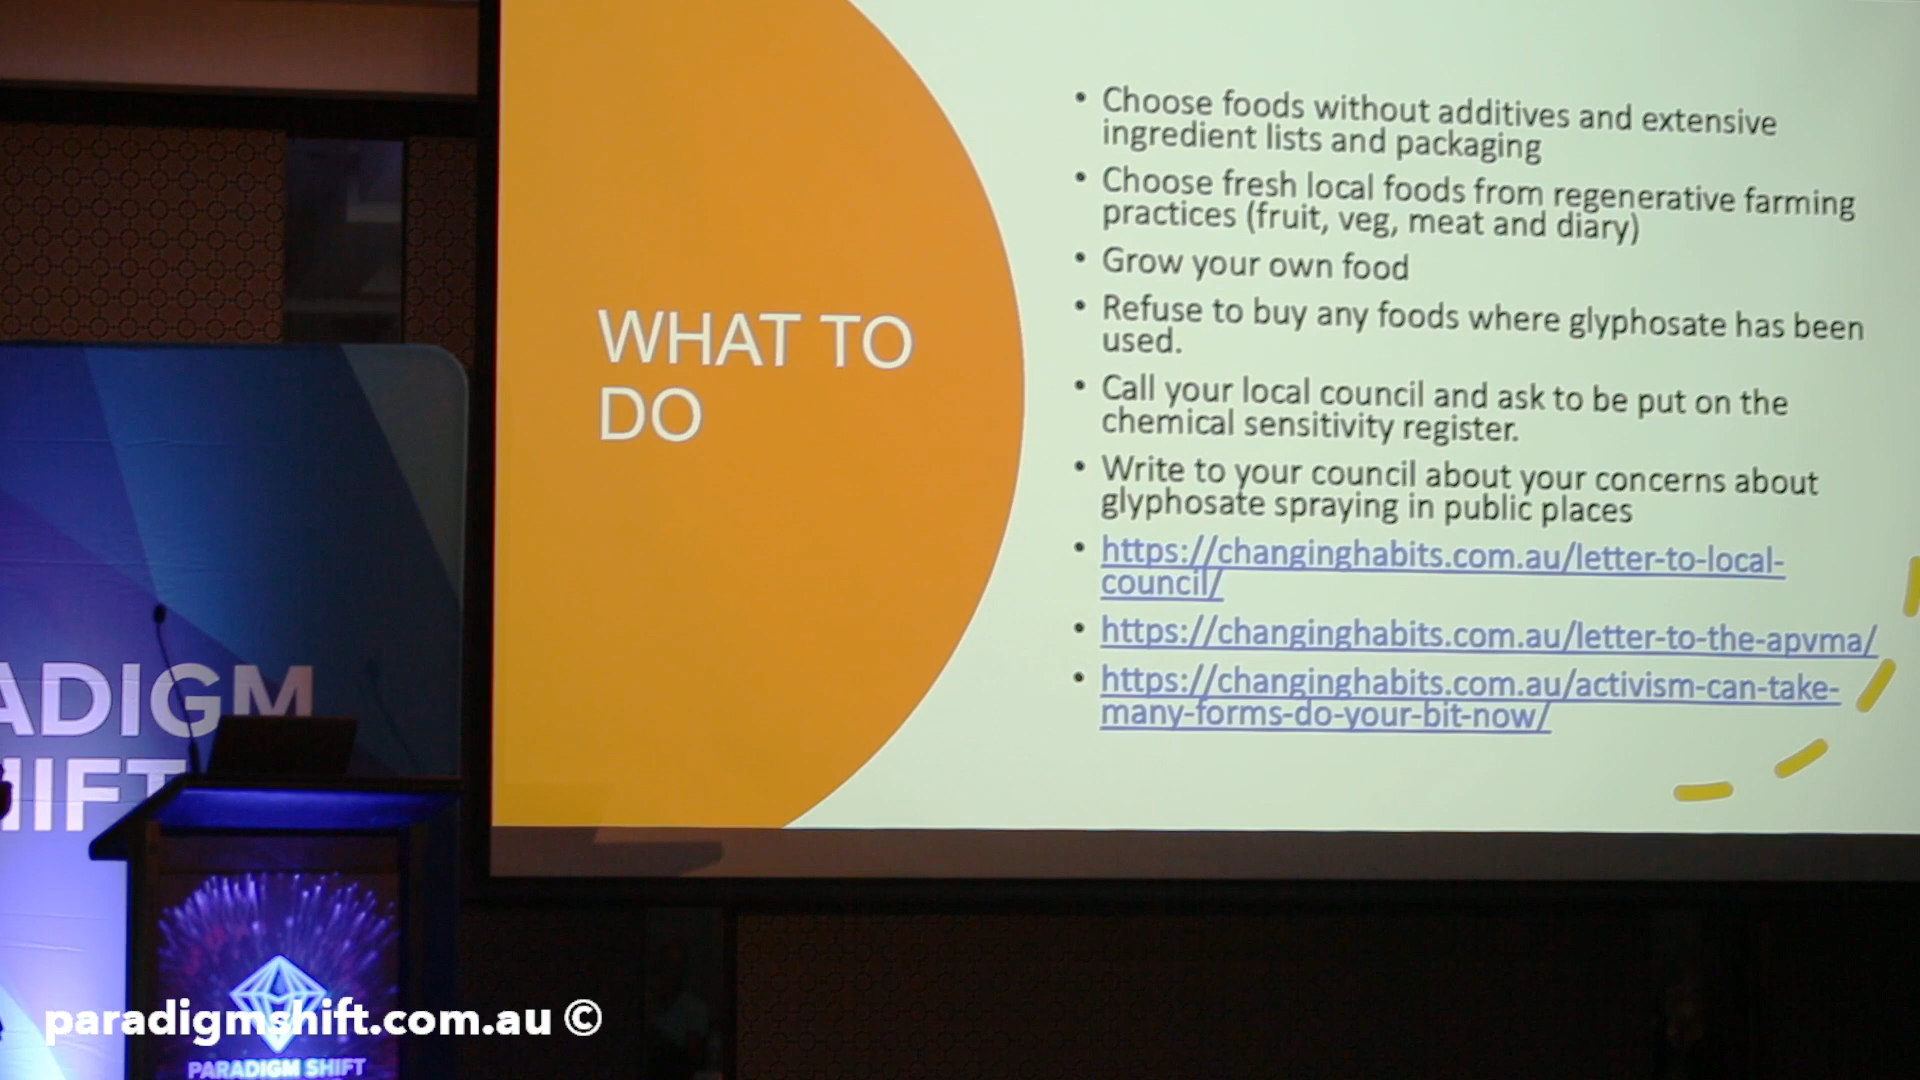 WHAT TO
DO
• Choose foods without additives and extensive
ingredient lists and packaging
• Choose fresh local foods from regenerative farming
practices (fruit, veg, meat and diary)
• Grow your own food
• Refuse to buy any foods where glyphosate has been
used.
• Call your local council and ask to be put on the
chemical sensitivity register.
• Write to your council about your concerns about
glyphosate spraying in public places
• https://changinghabits.com.au/letter-to-local-
council/
• https://changinghabits.com.au/letter-to-the-apvma/
• https://changinghabits.com.au/activism-can-take-
many-forms-do-your-bit-now/
ADIGM
HIFT
paradigmshift.com.au ©
PARADIGM SHIFT